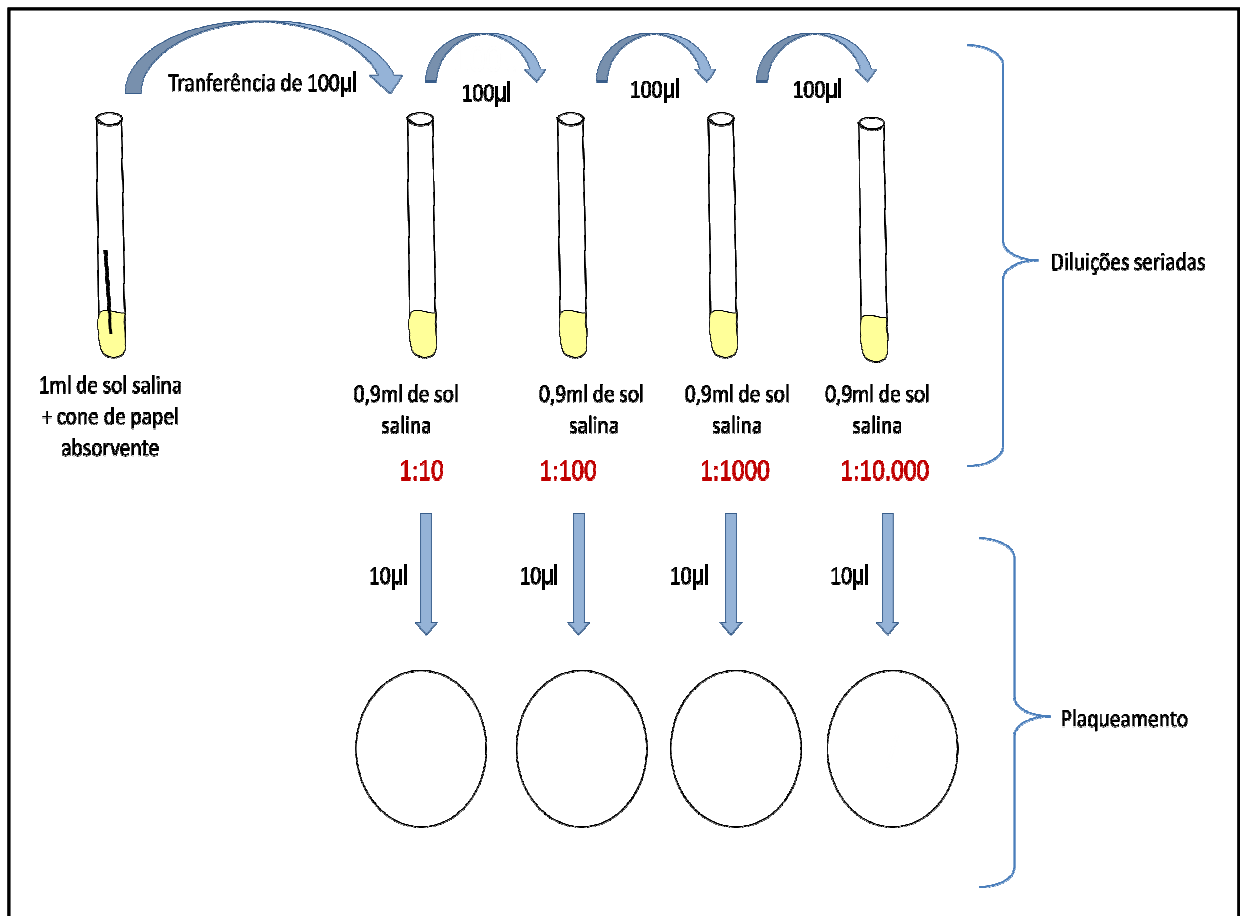 Tranferência de 100µl
100µl
100µl
100µl
Diluições seriadas
1ml de sol salina
+ cone de papel
absorvente
0,9ml de sol
salina
0,9ml de sol
salina
0,9ml de sol
salina
0,9ml de sol
salina
1:10
1:100
1:1000
1:10.000
10µl
10µl
10µl
10µl
Plaqueamento